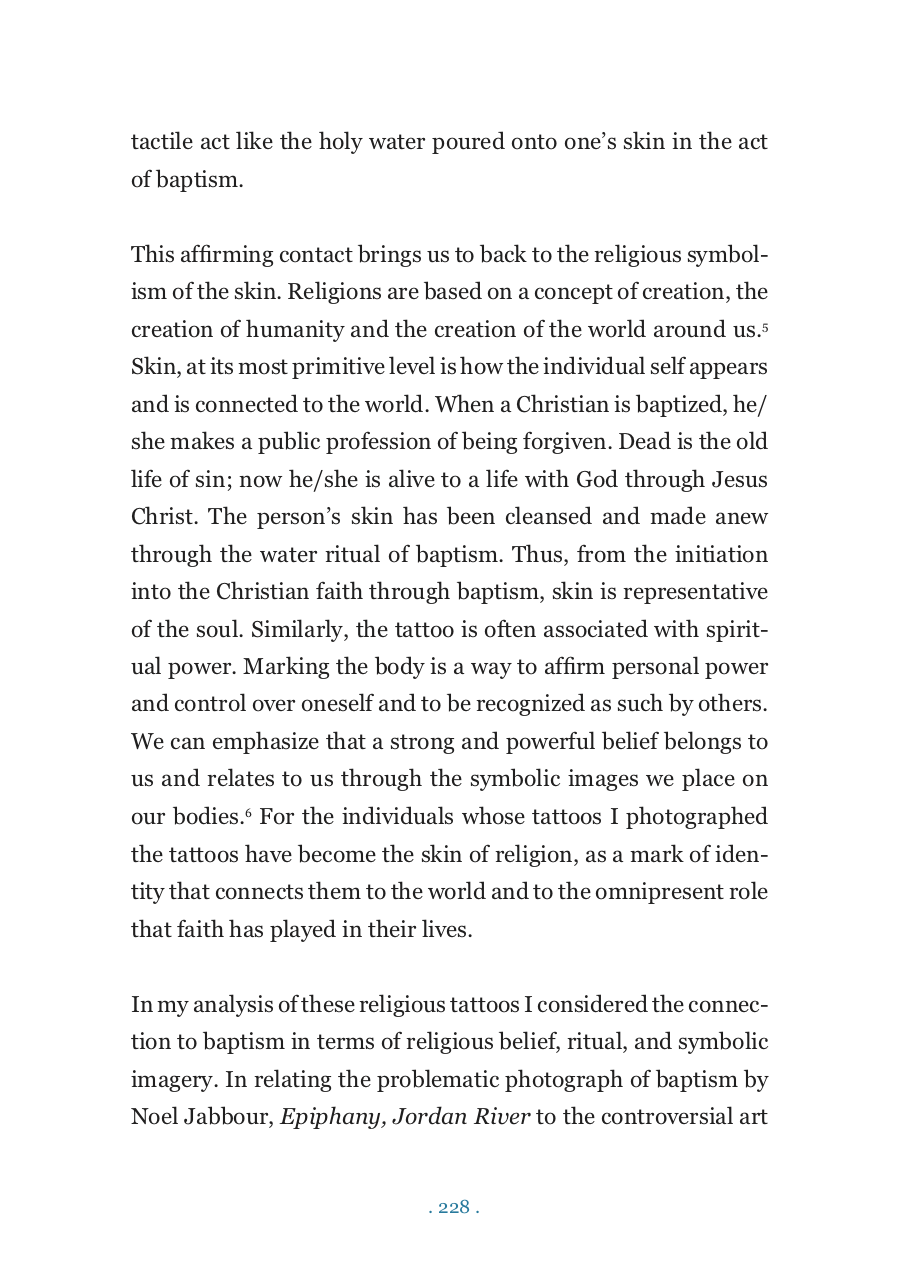 tactile act like the holy water poured onto one’s skin in the act
of baptism.
This affirming contact brings us to back to the religious symbol-
ism of the skin. Religions are based on a concept of creation, the
creation of humanity and the creation of the world around us.⁵
Skin, at its most primitive level is how the individual self appears
and is connected to the world. When a Christian is baptized, he/
she makes a public profession of being forgiven. Dead is the old
life of sin; now he/she is alive to a life with God through Jesus
Christ. The person’s skin has been cleansed and made anew
through the water ritual of baptism. Thus, from the initiation
into the Christian faith through baptism, skin is representative
of the soul. Similarly, the tattoo is often associated with spirit-
ual power. Marking the body is a way to affirm personal power
and control over oneself and to be recognized as such by others.
We can emphasize that a strong and powerful belief belongs to
us and relates to us through the symbolic images we place on
our bodies.⁶ For the individuals whose tattoos I photographed
the tattoos have become the skin of religion, as a mark of iden-
tity that connects them to the world and to the omnipresent role
that faith has played in their lives.
In my analysis of these religious tattoos I considered the connec-
tion to baptism in terms of religious belief, ritual, and symbolic
imagery. In relating the problematic photograph of baptism by
Noel Jabbour, Epiphany, Jordan River to the controversial art
. 228 .